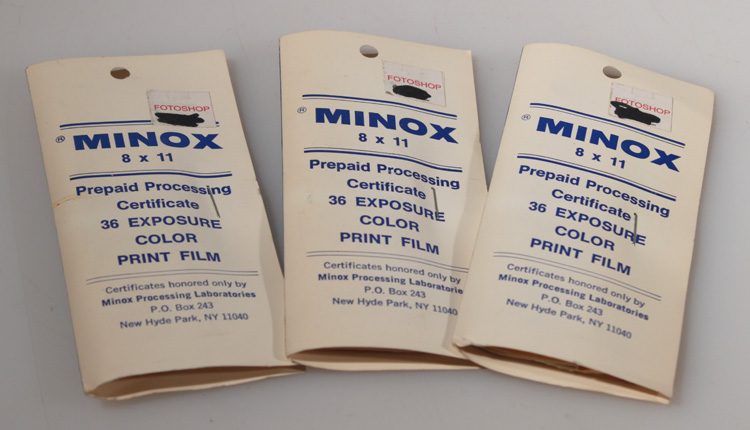 FOTOSHOP
® MINOX
8 x 11
Prepaid Processing
Certificate
36 EXPOSURE
COLOR
PRINT FILM
Certificates honored only by
Minox Processing Laboratories
P.O. Box 243
New Hyde Park, NY 11040
FOTOSHOP
® MINOX
8 x 11
Prepaid Processing
Certificate
36 EXPOSURE
COLOR
PRINT FILM
Certificates honored only by
Minox Processing Laboratories
P.O. Box 243
New Hyde Park, NY 11040
FOTOSHOP
® MINOX
8 x 11
Prepaid Processing
Certificate
36 EXPOSURE
COLOR
PRINT FILM
Certificates honored only by
Minox Processing Laboratories
P.O. Box 243
New Hyde Park, NY 11040